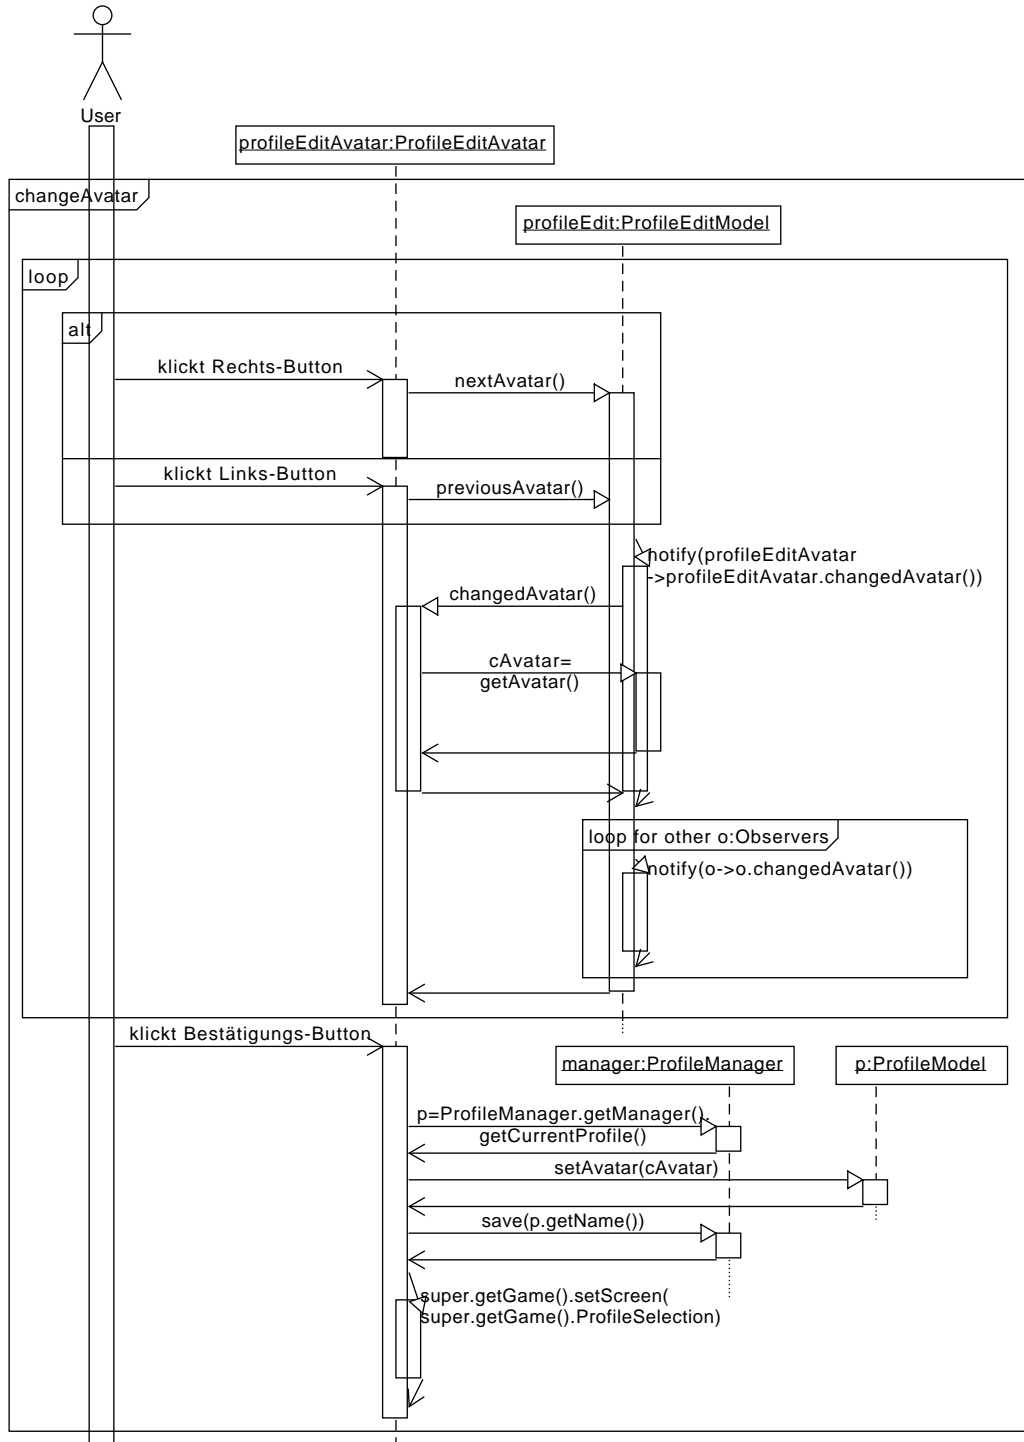 User
profileEditAvatar:ProfileEditAvatar
changeAvatar
profileEdit:ProfileEditModel
loop
alt
klickt Rechts-Button
nextAvatar()
klickt Links-Button
previousAvatar()
notify(profileEditAvatar
->profileEditAvatar.changedAvatar())
changedAvatar()
cAvatar=
getAvatar()
loop for other o:Observers
notify(o->o.changedAvatar())
klickt Bestätigungs-Button
manager:ProfileManager
p:ProfileModel
p=ProfileManager.getManager().
getCurrentProfile()
setAvatar(cAvatar)
save(p.getName())
super.getGame().setScreen(
super.getGame().ProfileSelection)